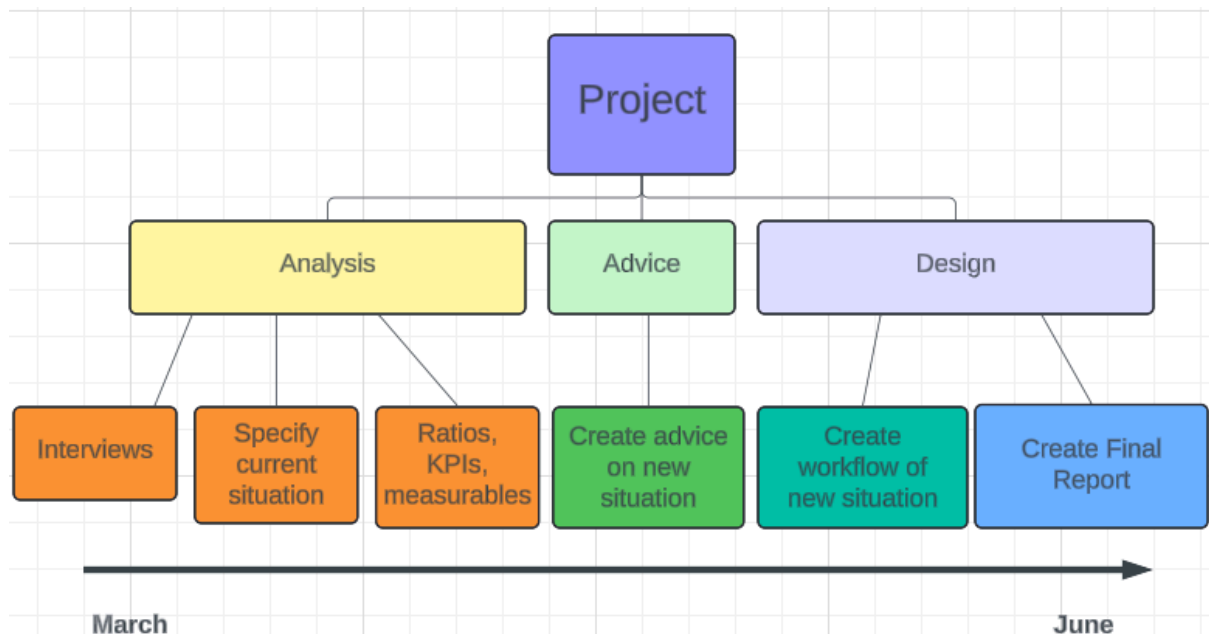 Project
Analysis
Advice
Design
Interviews
Specify
current
situation
Ratios,
KPIs,
measurables
Create advice
on new
situation
Create
workflow of
new situation
Create Final
Report
March
June